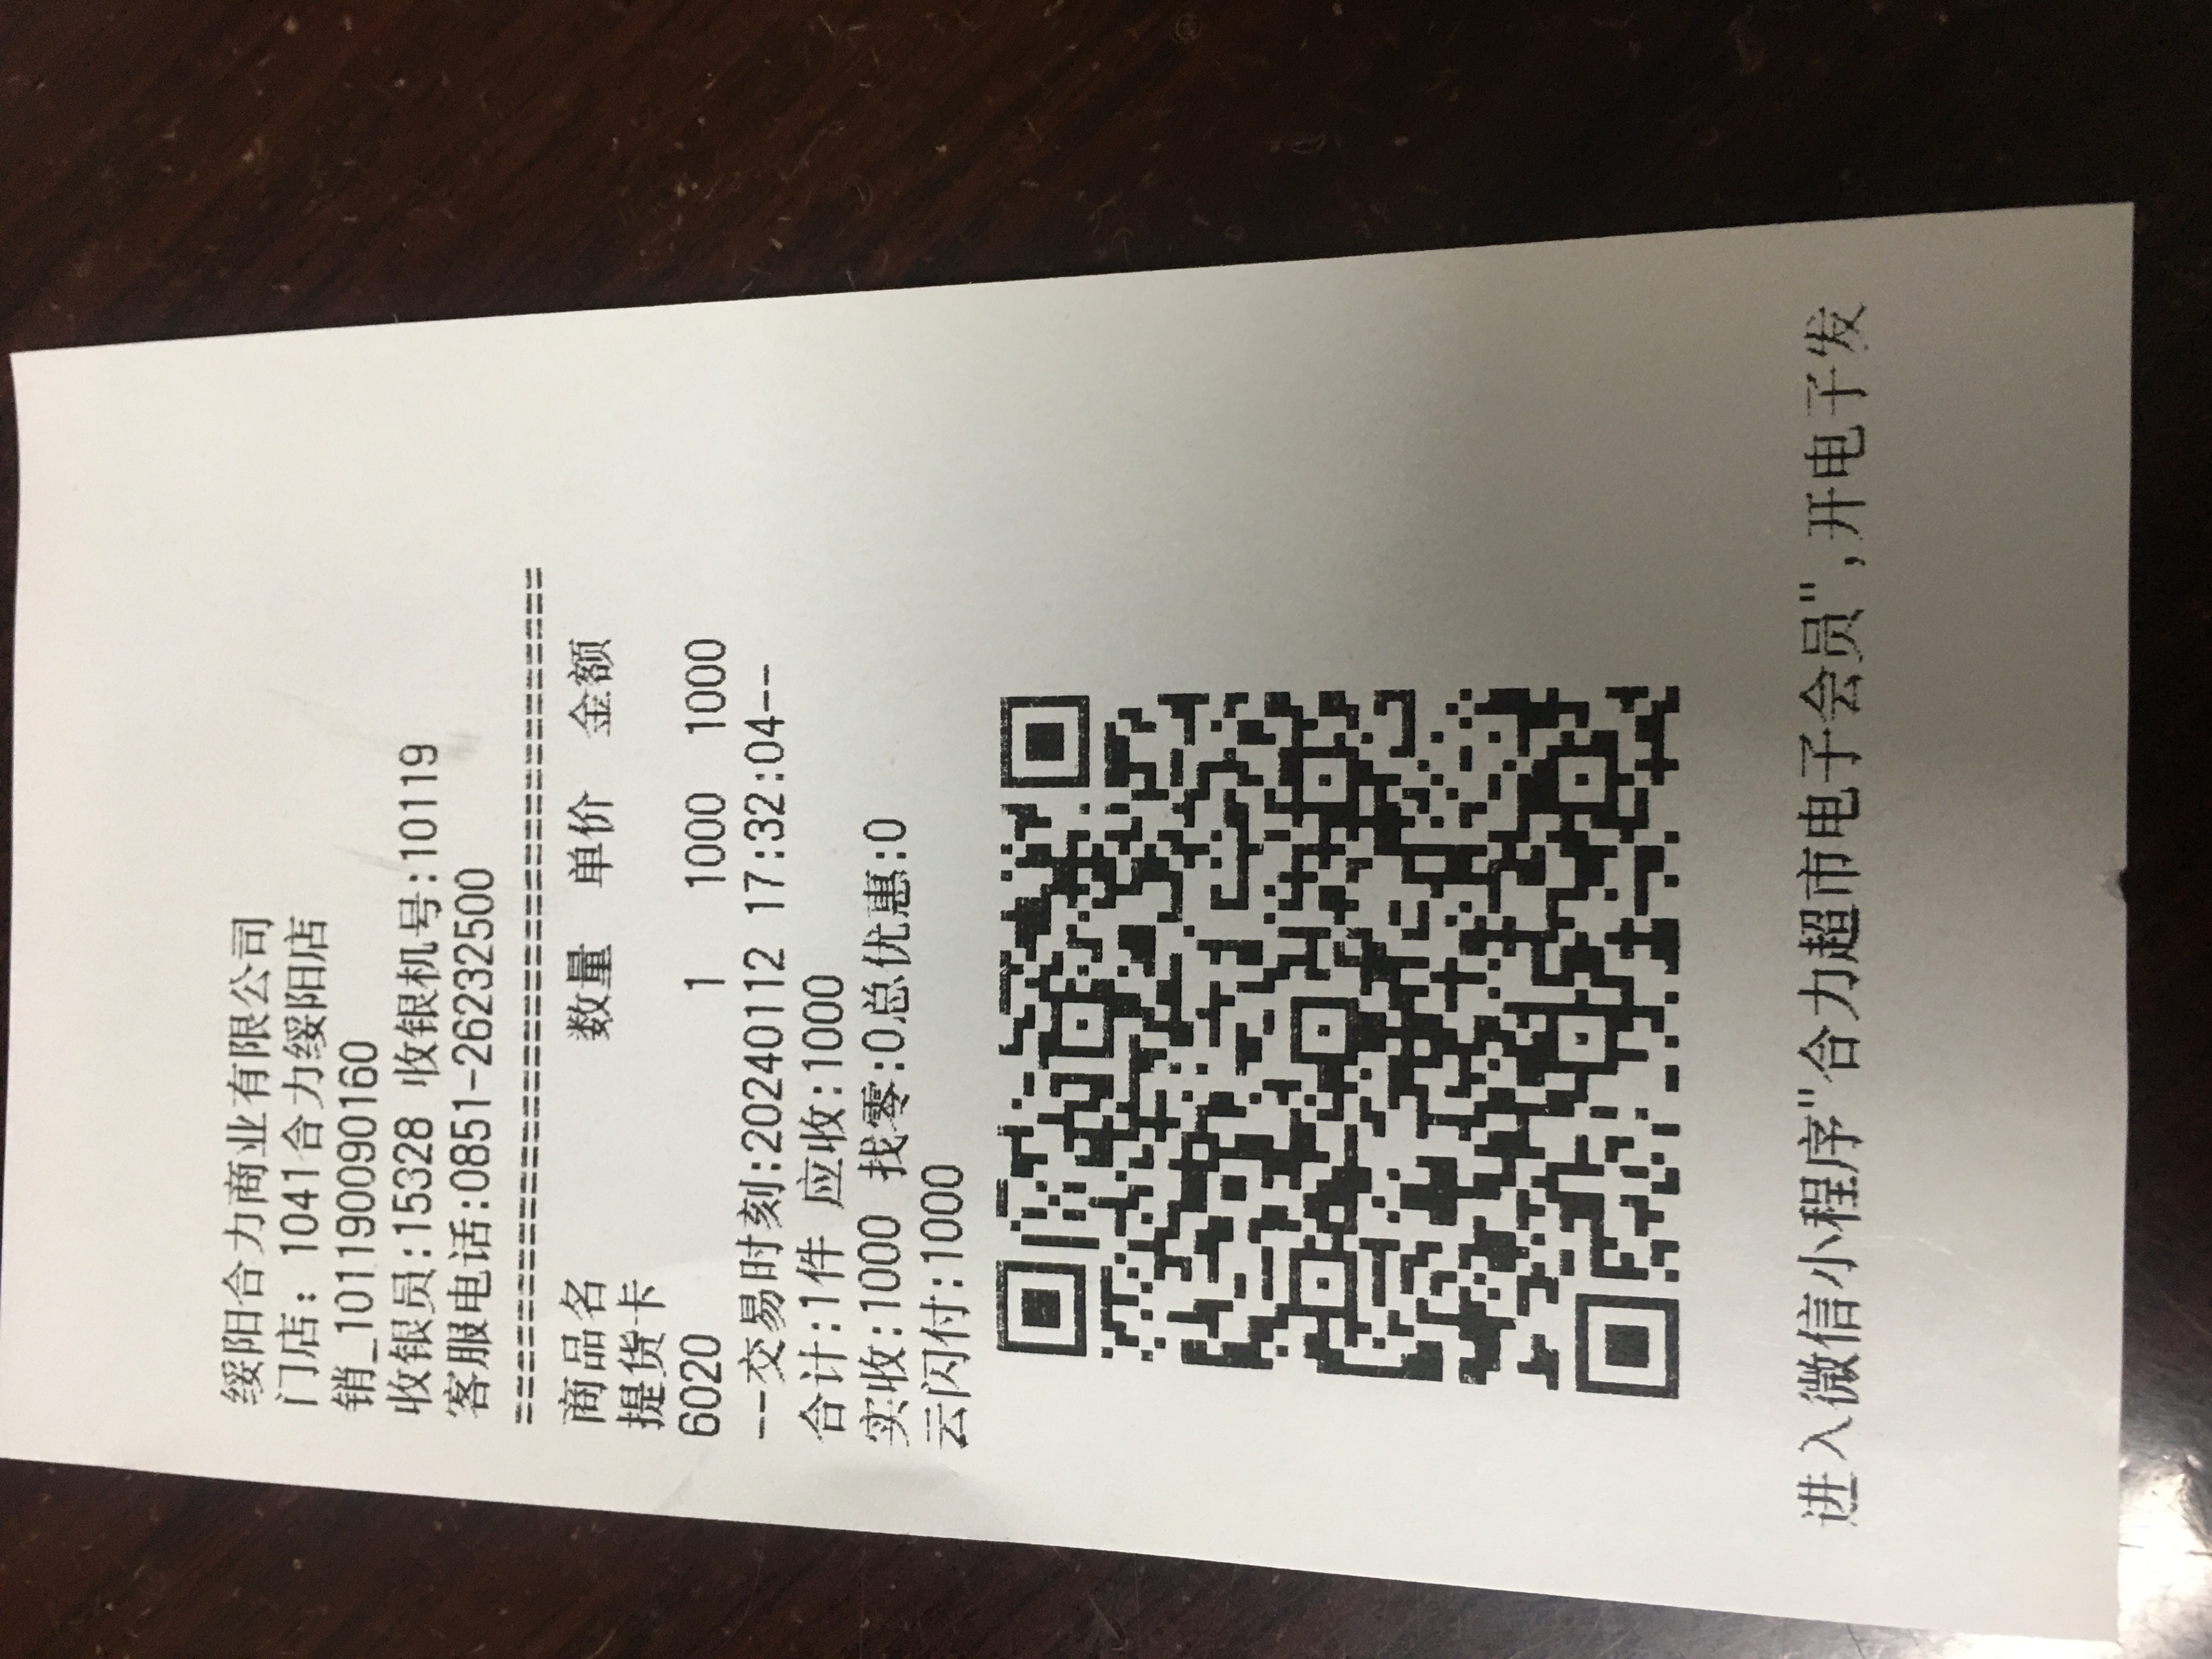 绥阳合力商业有限公司
门店: 1041合力绥阳店
销_1011900090160
收银员:15328 收银机号:10119
客服电话:0851-26232500
========================================
商品名 数量 单价 金额
提货卡
6020 1 1000 1000
--交易时刻:20240112 17:32:04--
合计:1件 应收:1000
实收:1000 找零:0总优惠:0
云闪付:1000
进入微信小程序"合力超市电子会员",开电子发